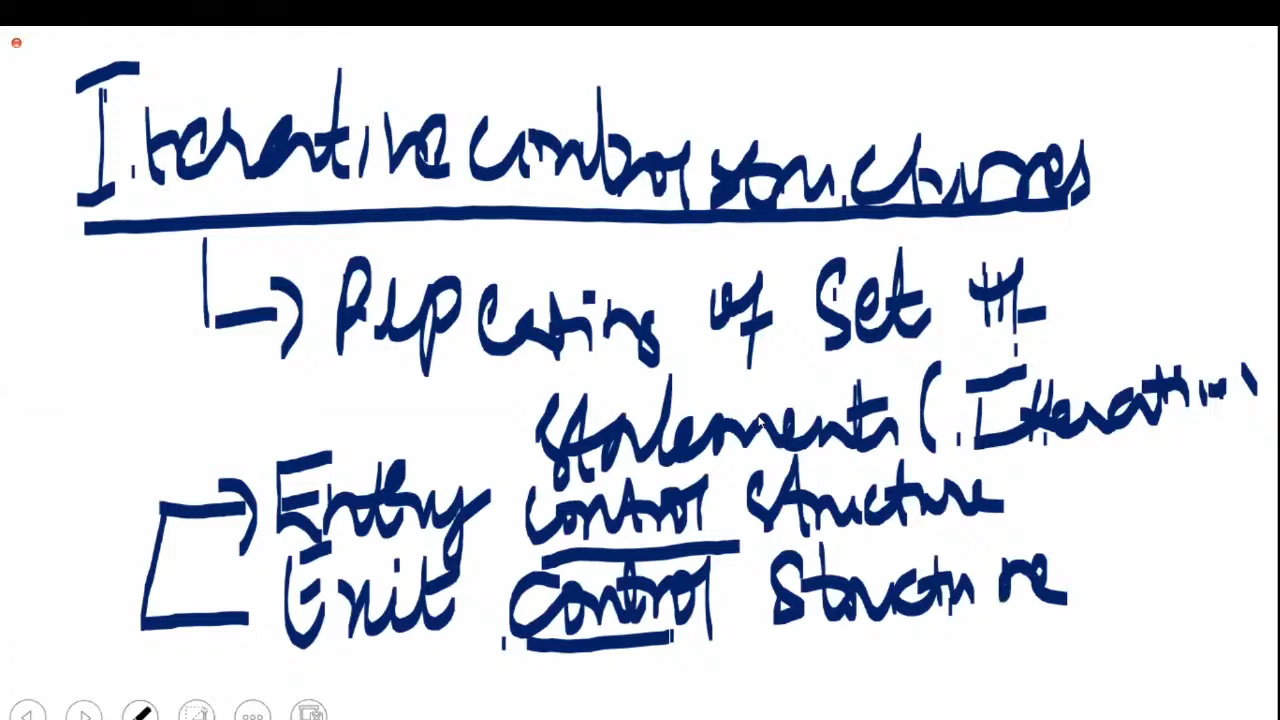 Iterative control structures
Repeating of Set of
statements (Iteration)
Entry control structure
Exit control structure